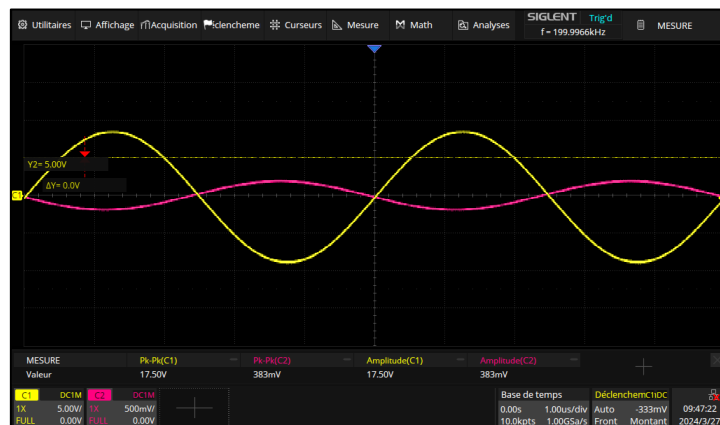 Utilitaires Affichage Acquisition éclencheme Curseurs Mesure Math Analyses SIGLENT Trig'd MESURE
f = 199.9966kHz
Y2= 5.00V
ΔY= 0.0V
C1
MESURE Pk-Pk(C1) Pk-Pk(C2) Amplitude(C1) Amplitude(C2)
Valeur 17.50V 383mV 17.50V 383mV
C1 DC1M C2 DC1M Base de temps DéclenchemC1DC
1X 5.00V/ 1X 500mV/ 0.00s 1.00us/div Auto -333mV 09:47:22
FULL 0.00V FULL 0.00V 10.0kpts 1.00GSa/s Front Montant 2024/3/27